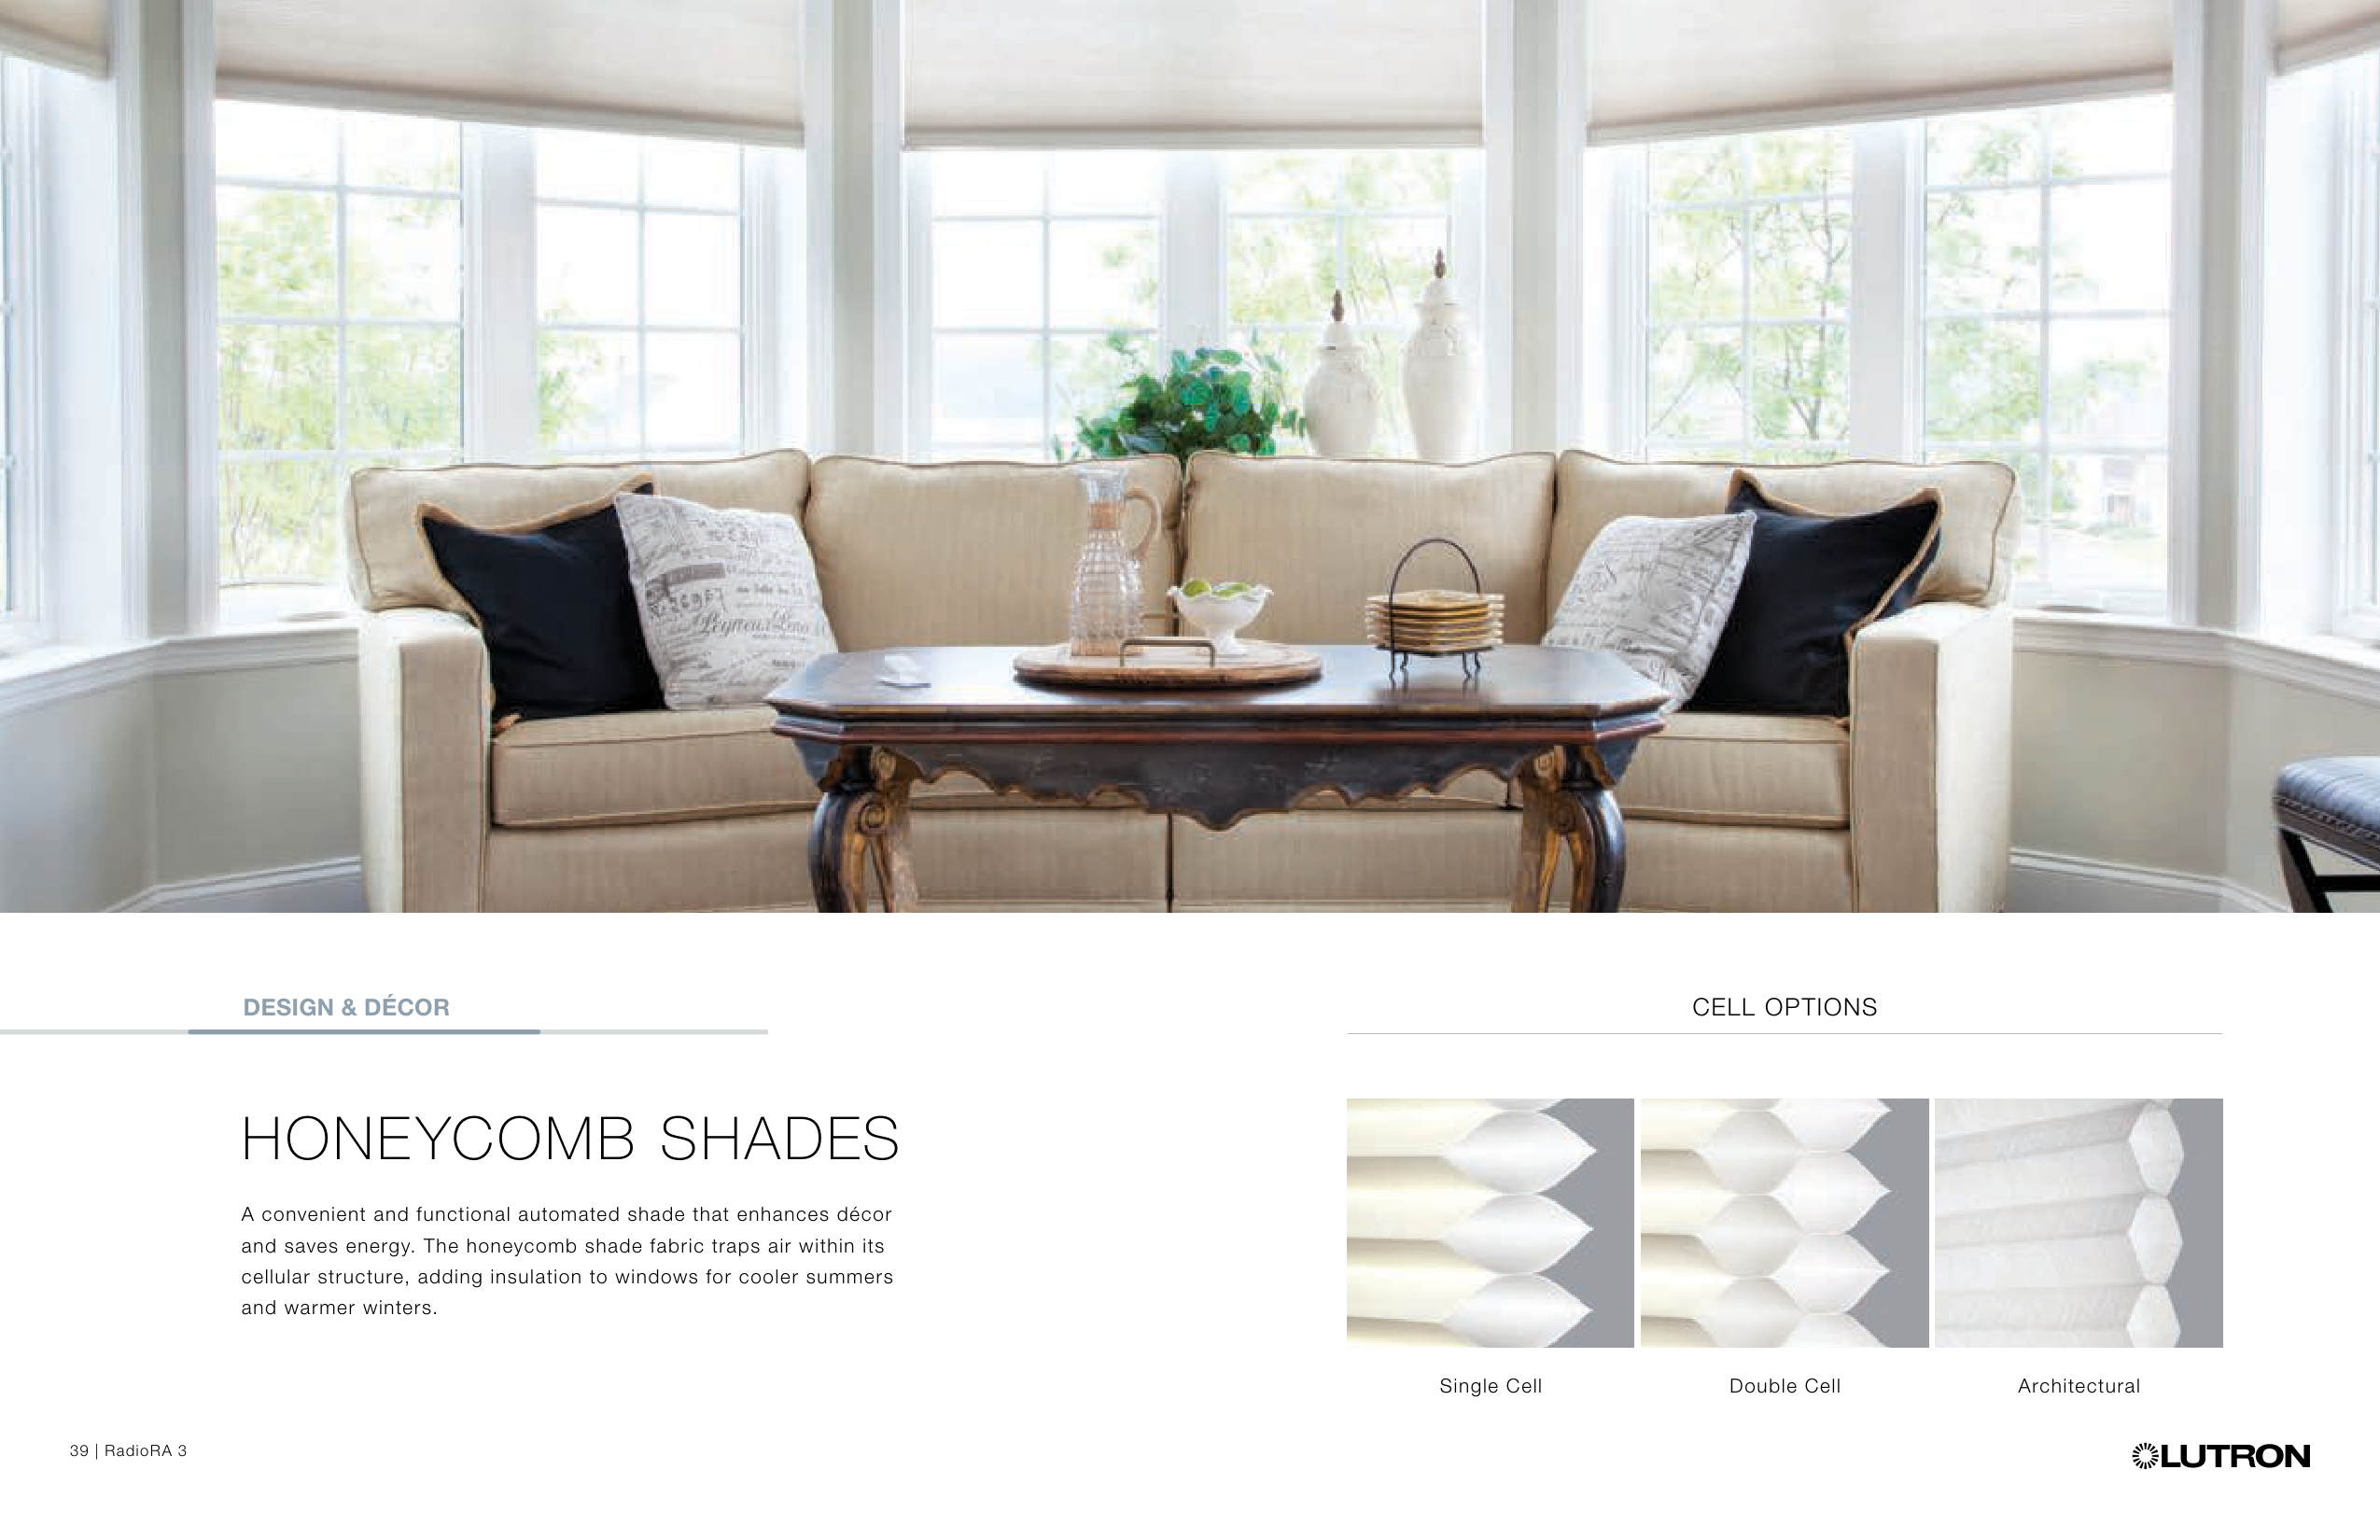 DESIGN & DÉCOR
HONEYCOMB SHADES
A convenient and functional automated shade that enhances décor
and saves energy. The honeycomb shade fabric traps air within its
cellular structure, adding insulation to windows for cooler summers
and warmer winters.
CELL OPTIONS
Single Cell
Double Cell
Architectural
39 | RadioRA 3
LUTRON